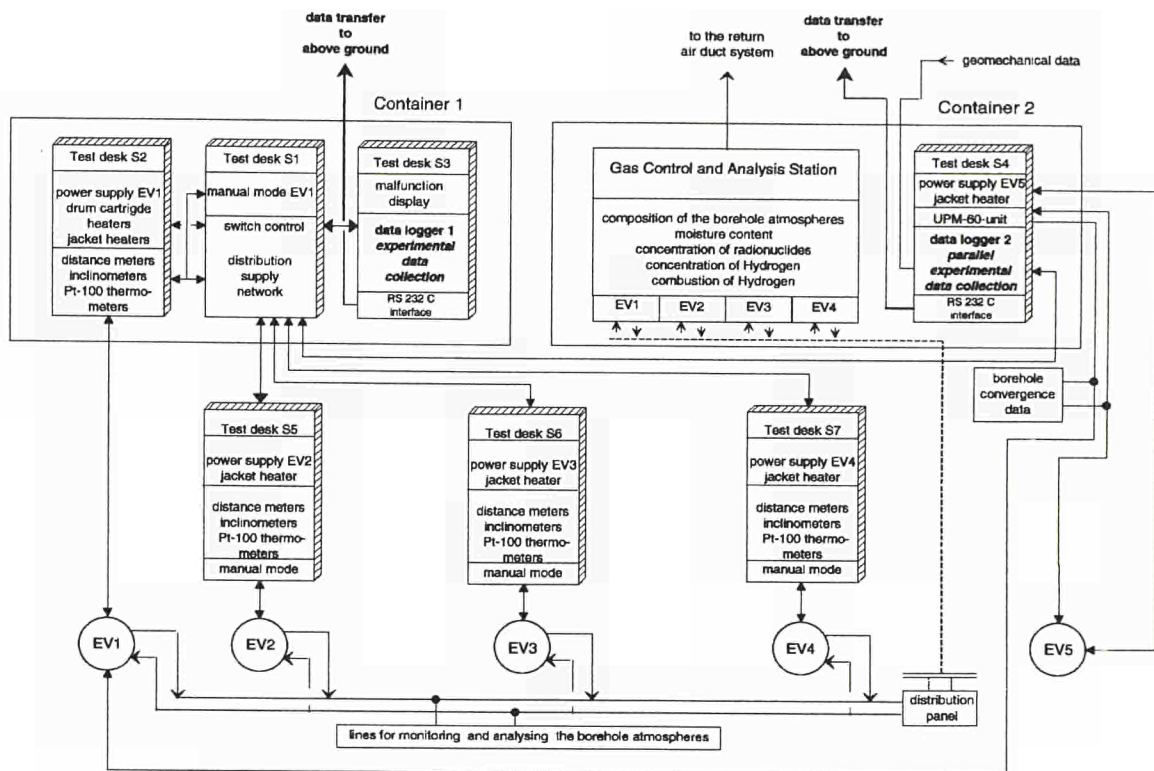 data transfer
to
above ground
to the return
air duct system
data transfer
to
above ground
geomechanical data
Container 1
Container 2
Test desk S2
power supply EV1
drum cartrigde
heaters
jacket heaters
distance meters
inclinometers
Pt-100 thermo-
meters
Test desk S1
manual mode EV1
switch control
distribution
supply
network
Test desk S3
malfunction
display
data logger 1
experimental
data
collection
RS 232 C
interface
Gas Control and Analysis Station
composition of the borehole atmospheres
moisture content
concentration of radionuclides
concentration of Hydrogen
combustion of Hydrogen
EV1
EV2
EV3
EV4
Test desk S4
power supply EV5
jacket heater
UPM-60-unit
data logger 2
parallel
experimental
data collection
RS 232 C
interface
borehole
convergence
data
Test desk S5
power supply EV2
jacket heater
distance meters
inclinometers
Pt-100 thermo-
meters
manual mode
Test desk S6
power supply EV3
jacket heater
distance meters
inclinometers
Pt-100 thermo-
meters
manual mode
Test desk S7
power supply EV4
jacket heater
distance meters
inclinometers
Pt-100 thermo-
meters
manual mode
EV1
EV2
EV3
EV4
EV5
distribution
panel
lines for monitoring and analysing the borehole atmospheres